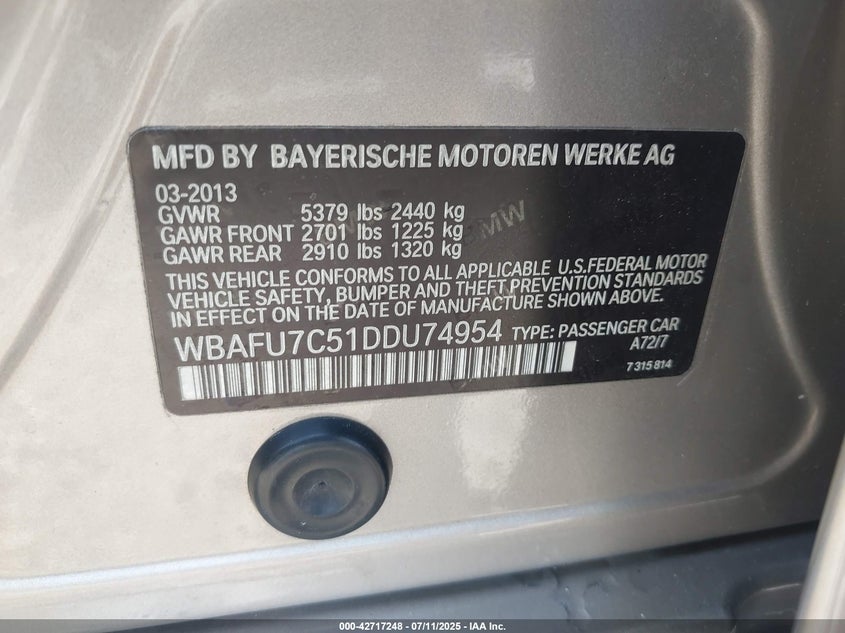 MFD BY BAYERISCHE MOTOREN WERKE AG
03-2013
GVWR 5379 lbs 2440 kg
GAWR FRONT 2701 lbs 1225 kg
GAWR REAR 2910 lbs 1320 kg
THIS VEHICLE CONFORMS TO ALL APPLICABLE U.S.FEDERAL MOTOR
VEHICLE SAFETY, BUMPER AND THEFT PREVENTION STANDARDS
IN EFFECT ON THE DATE OF MANUFACTURE SHOWN ABOVE.
WBAFU7C51DDU74954 TYPE: PASSENGER CAR
A72/7
7 315 814
000-42717248 - 07/11/2025 - IAA Inc.